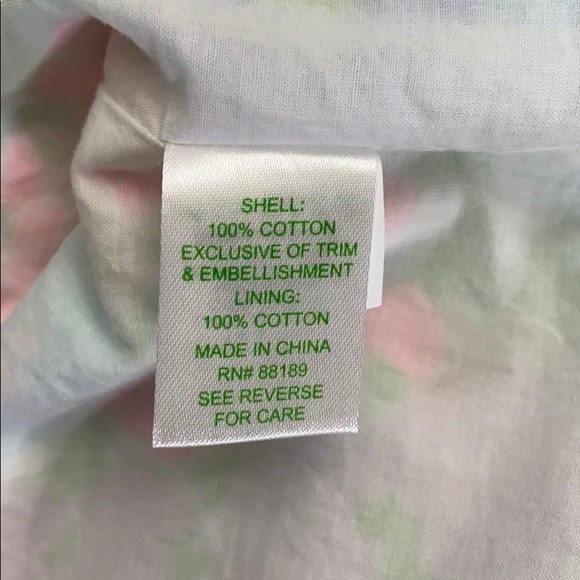 SHELL:
100% COTTON
EXCLUSIVE OF TRIM
& EMBELLISHMENT
LINING:
100% COTTON
MADE IN CHINA
RN# 88189
SEE REVERSE
FOR CARE